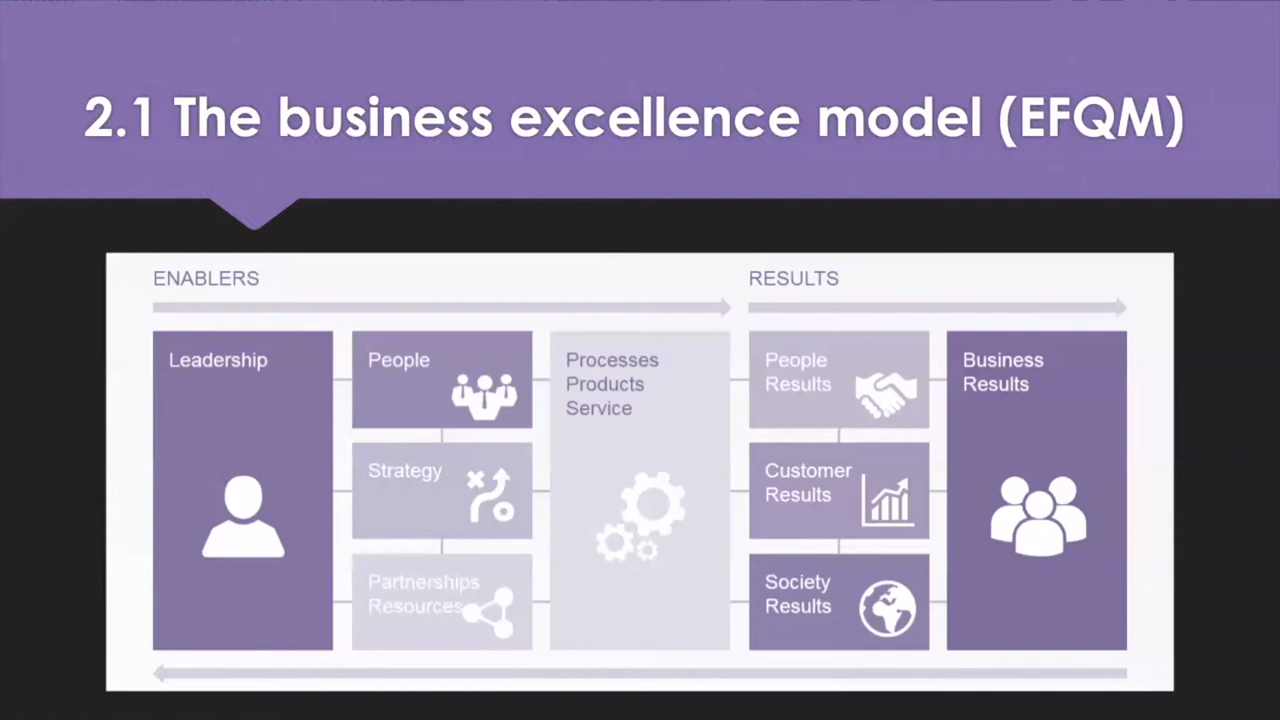 2.1 The business excellence model (EFQM)
ENABLERS
RESULTS
Leadership
People
Strategy
Partnerships
Resources
Processes
Products
Service
People
Results
Customer
Results
Society
Results
Business
Results